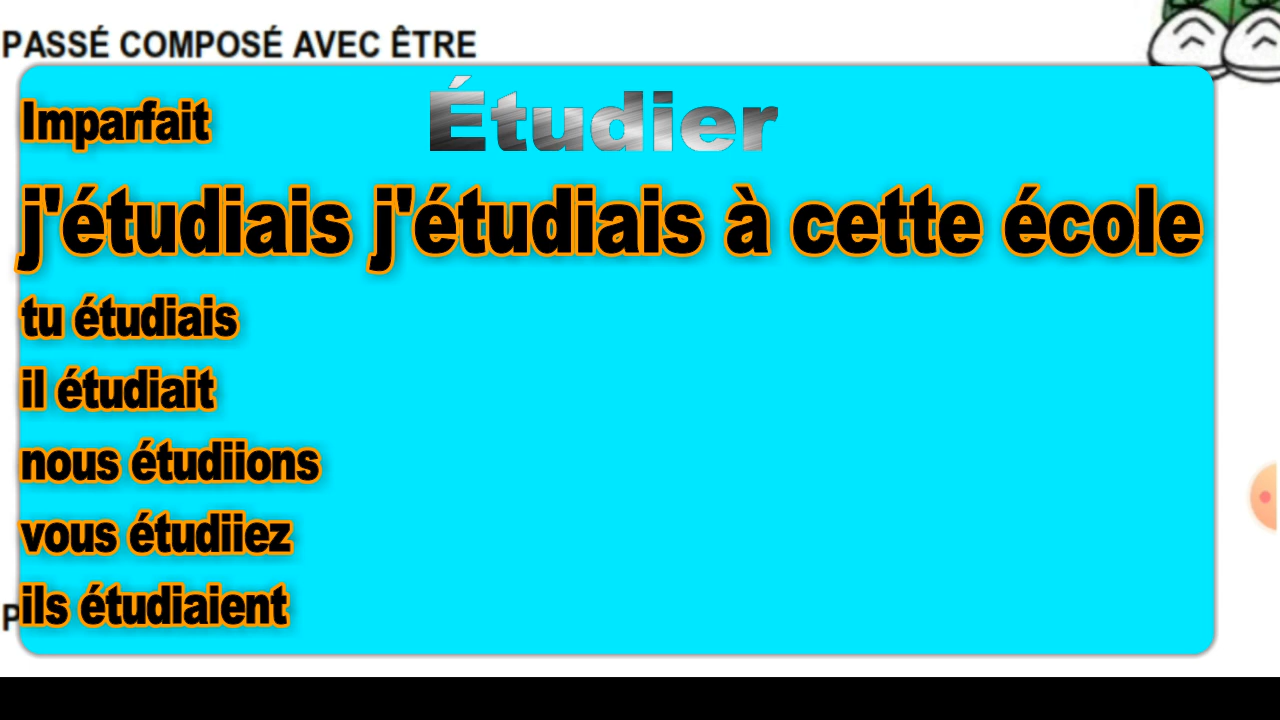 PASSÉ COMPOSÉ AVEC ÊTRE
Étudier
Imparfait
j'étudiais j'étudiais à cette école
tu étudiais
il étudiait
nous étudiions
vous étudiiez
ils étudiaient